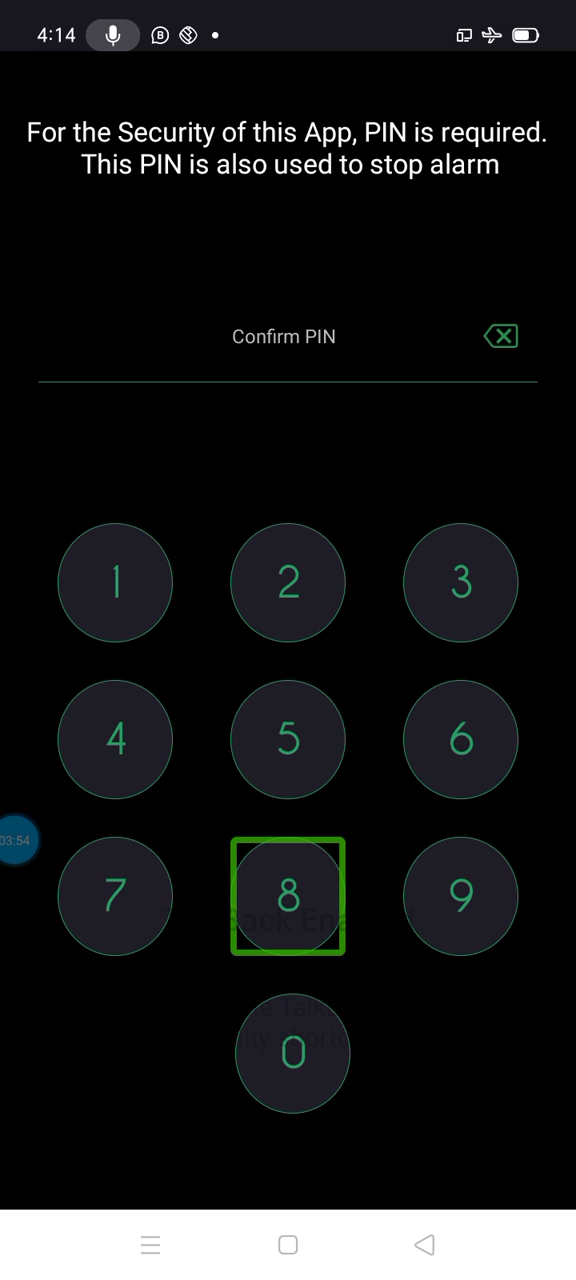 4:14
For the Security of this App, PIN is required.
This PIN is also used to stop alarm
Confirm PIN
1 2 3
4 5 6
03:54
7 8 9
0